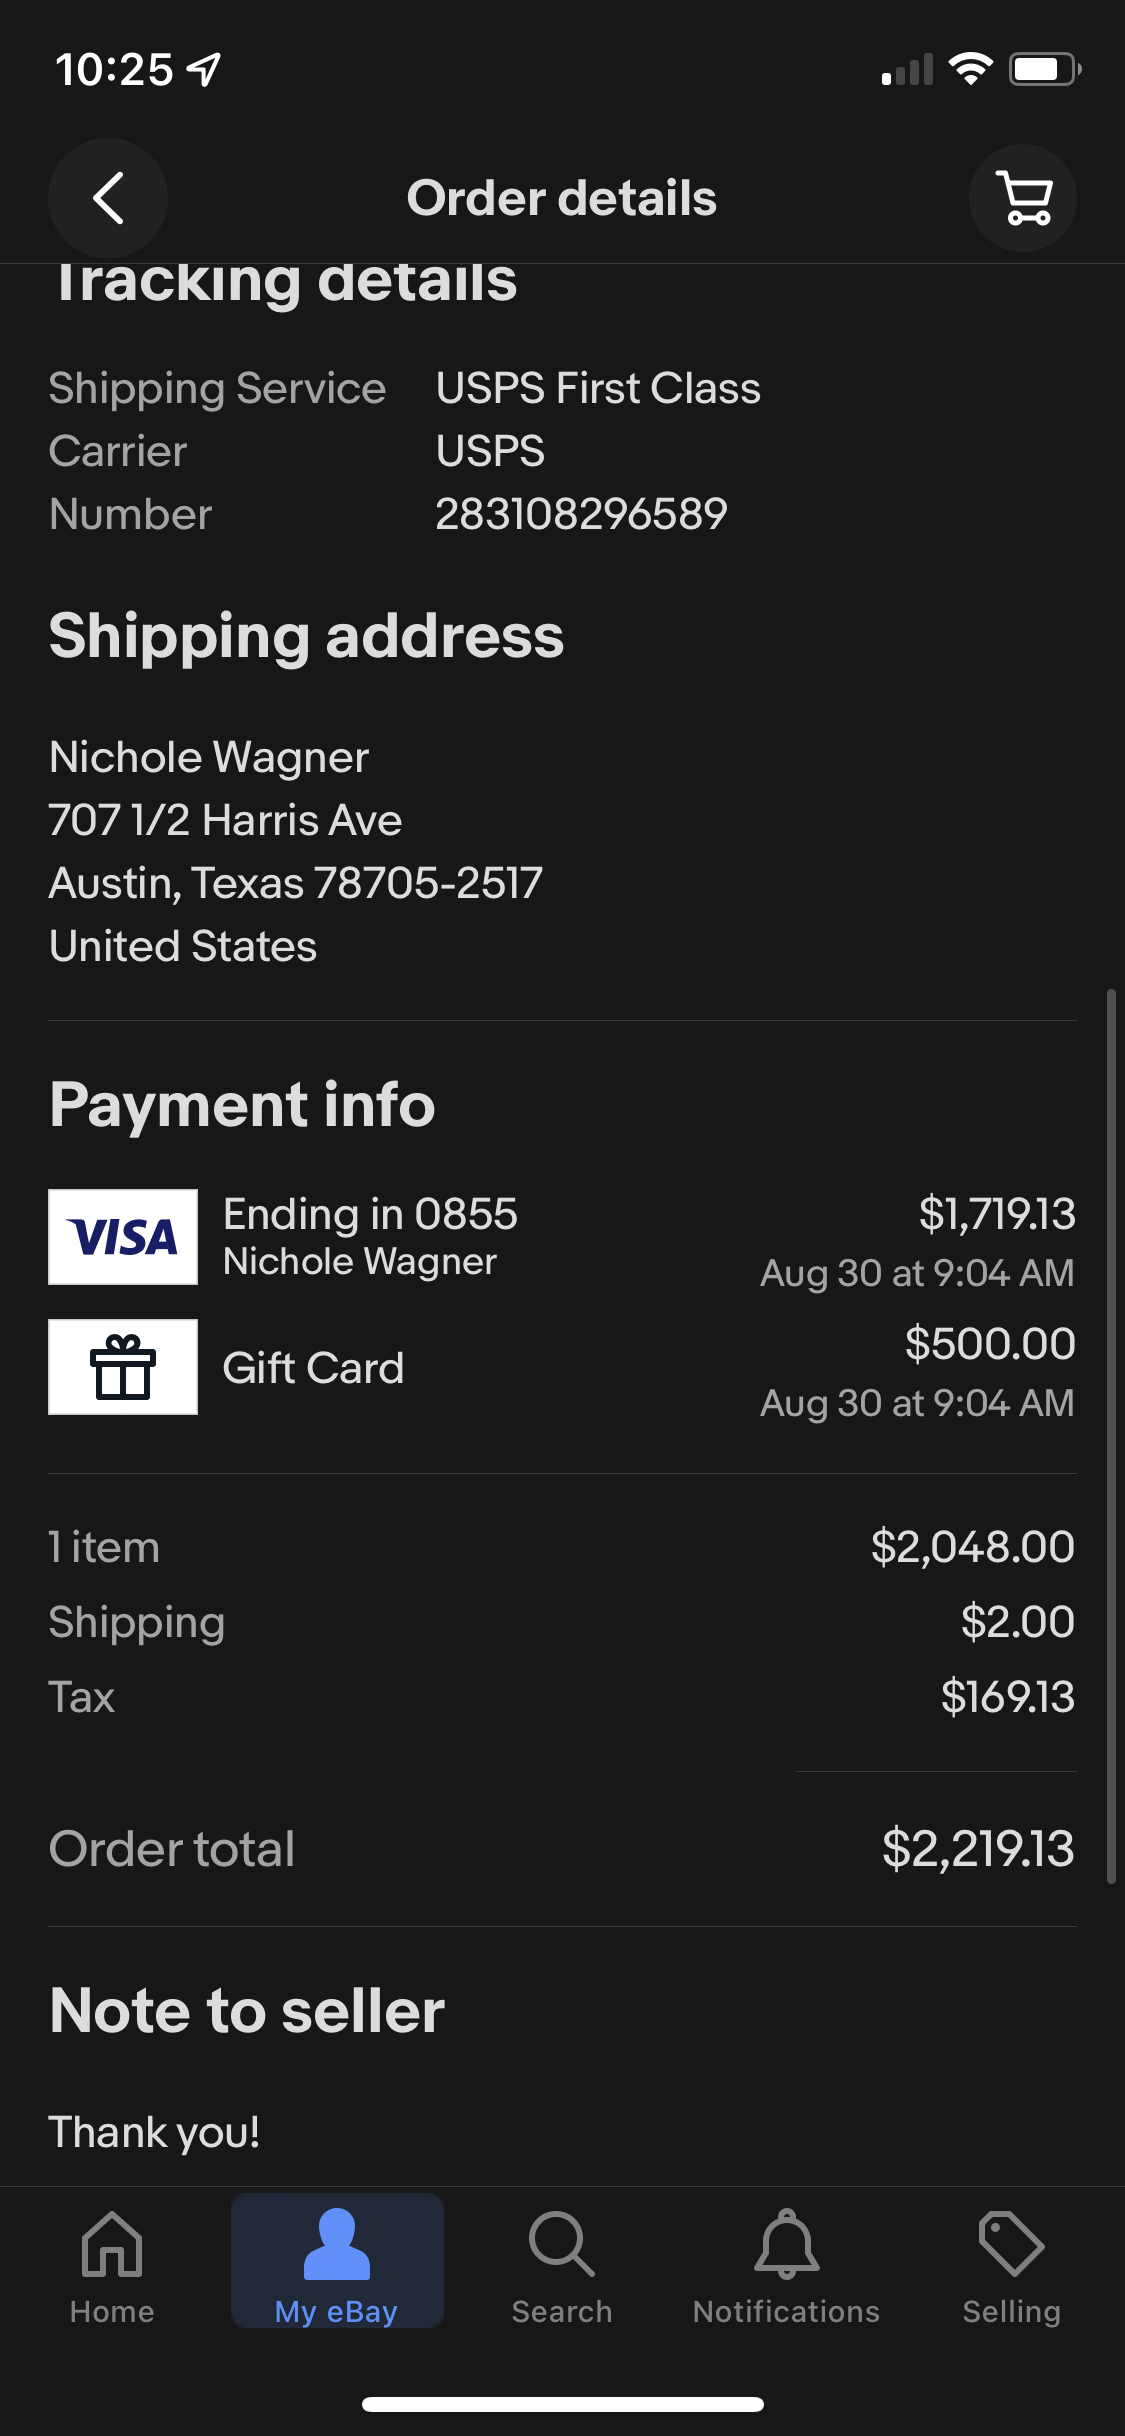 10:25
Order details
Tracking details
Shipping Service USPS First Class
Carrier USPS
Number 283108296589
Shipping address
Nichole Wagner
707 1/2 Harris Ave
Austin, Texas 78705-2517
United States
Payment info
VISA Ending in 0855 $1,719.13
Nichole Wagner Aug 30 at 9:04 AM
Gift Card $500.00
Aug 30 at 9:04 AM
1 item $2,048.00
Shipping $2.00
Tax $169.13
Order total $2,219.13
Note to seller
Thank you!
Home My eBay Search Notifications Selling